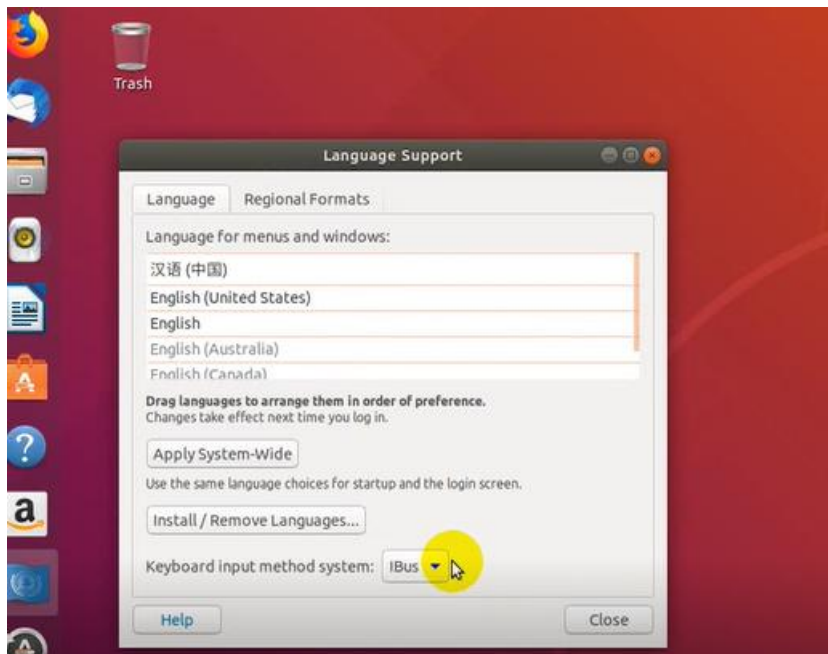 Trash
Language Support
Language Regional Formats
Language for menus and windows:
汉语 (中国)
English (United States)
English
English (Australia)
English (Canada)
Drag languages to arrange them in order of preference.
Changes take effect next time you log in.
Apply System-Wide
Use the same language choices for startup and the login screen.
Install / Remove Languages...
Keyboard input method system: IBus
Help Close